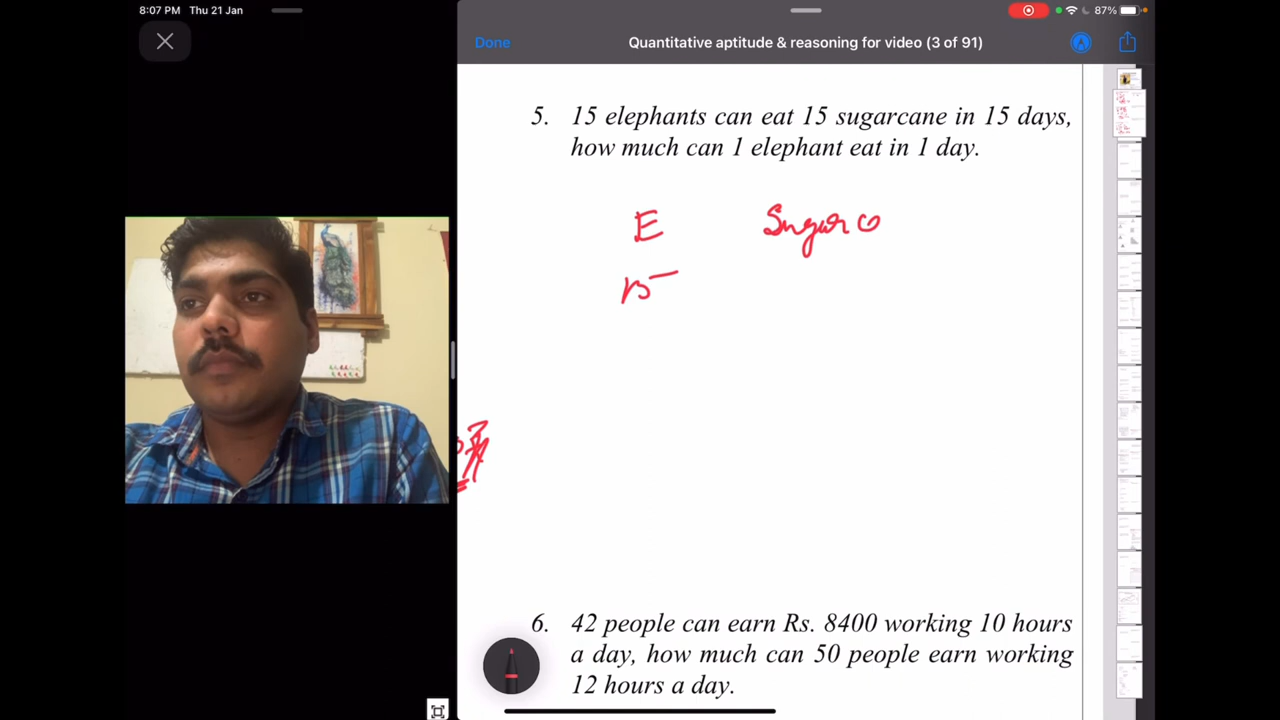 8:07 PM Thu 21 Jan
87%
Done
Quantitative aptitude & reasoning for video (3 of 91)
5. 15 elephants can eat 15 sugarcane in 15 days,
how much can 1 elephant eat in 1 day.
E Sugar c
15
6. 42 people can earn Rs. 8400 working 10 hours
a day, how much can 50 people earn working
12 hours a day.